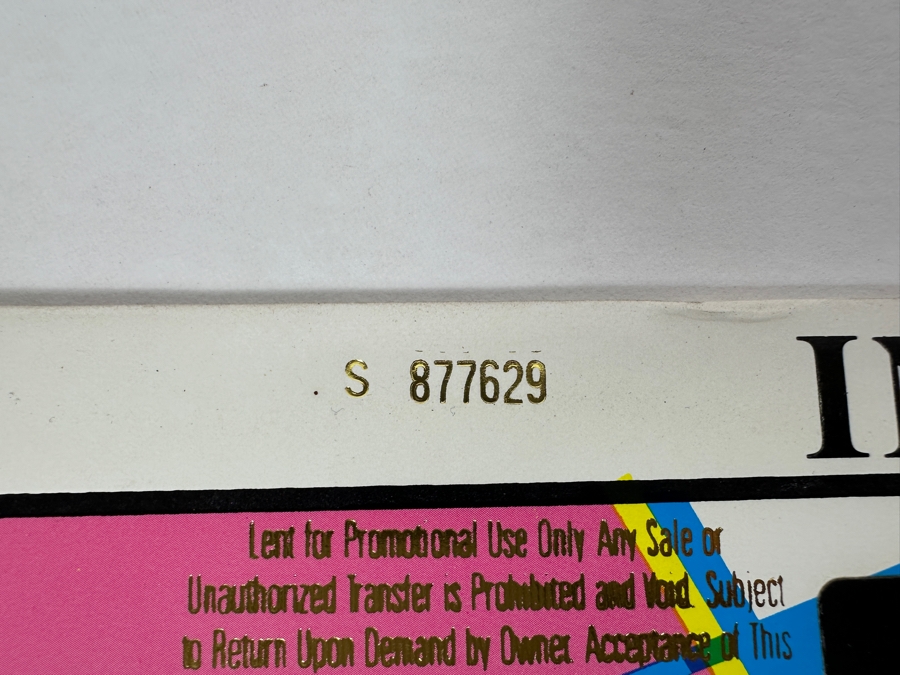 S 877629
Lent for Promotional Use Only Any Sale or
Unauthorized Transfer is Prohibited and Void. Subject
to Return Upon Demand by Owner. Acceptance of This